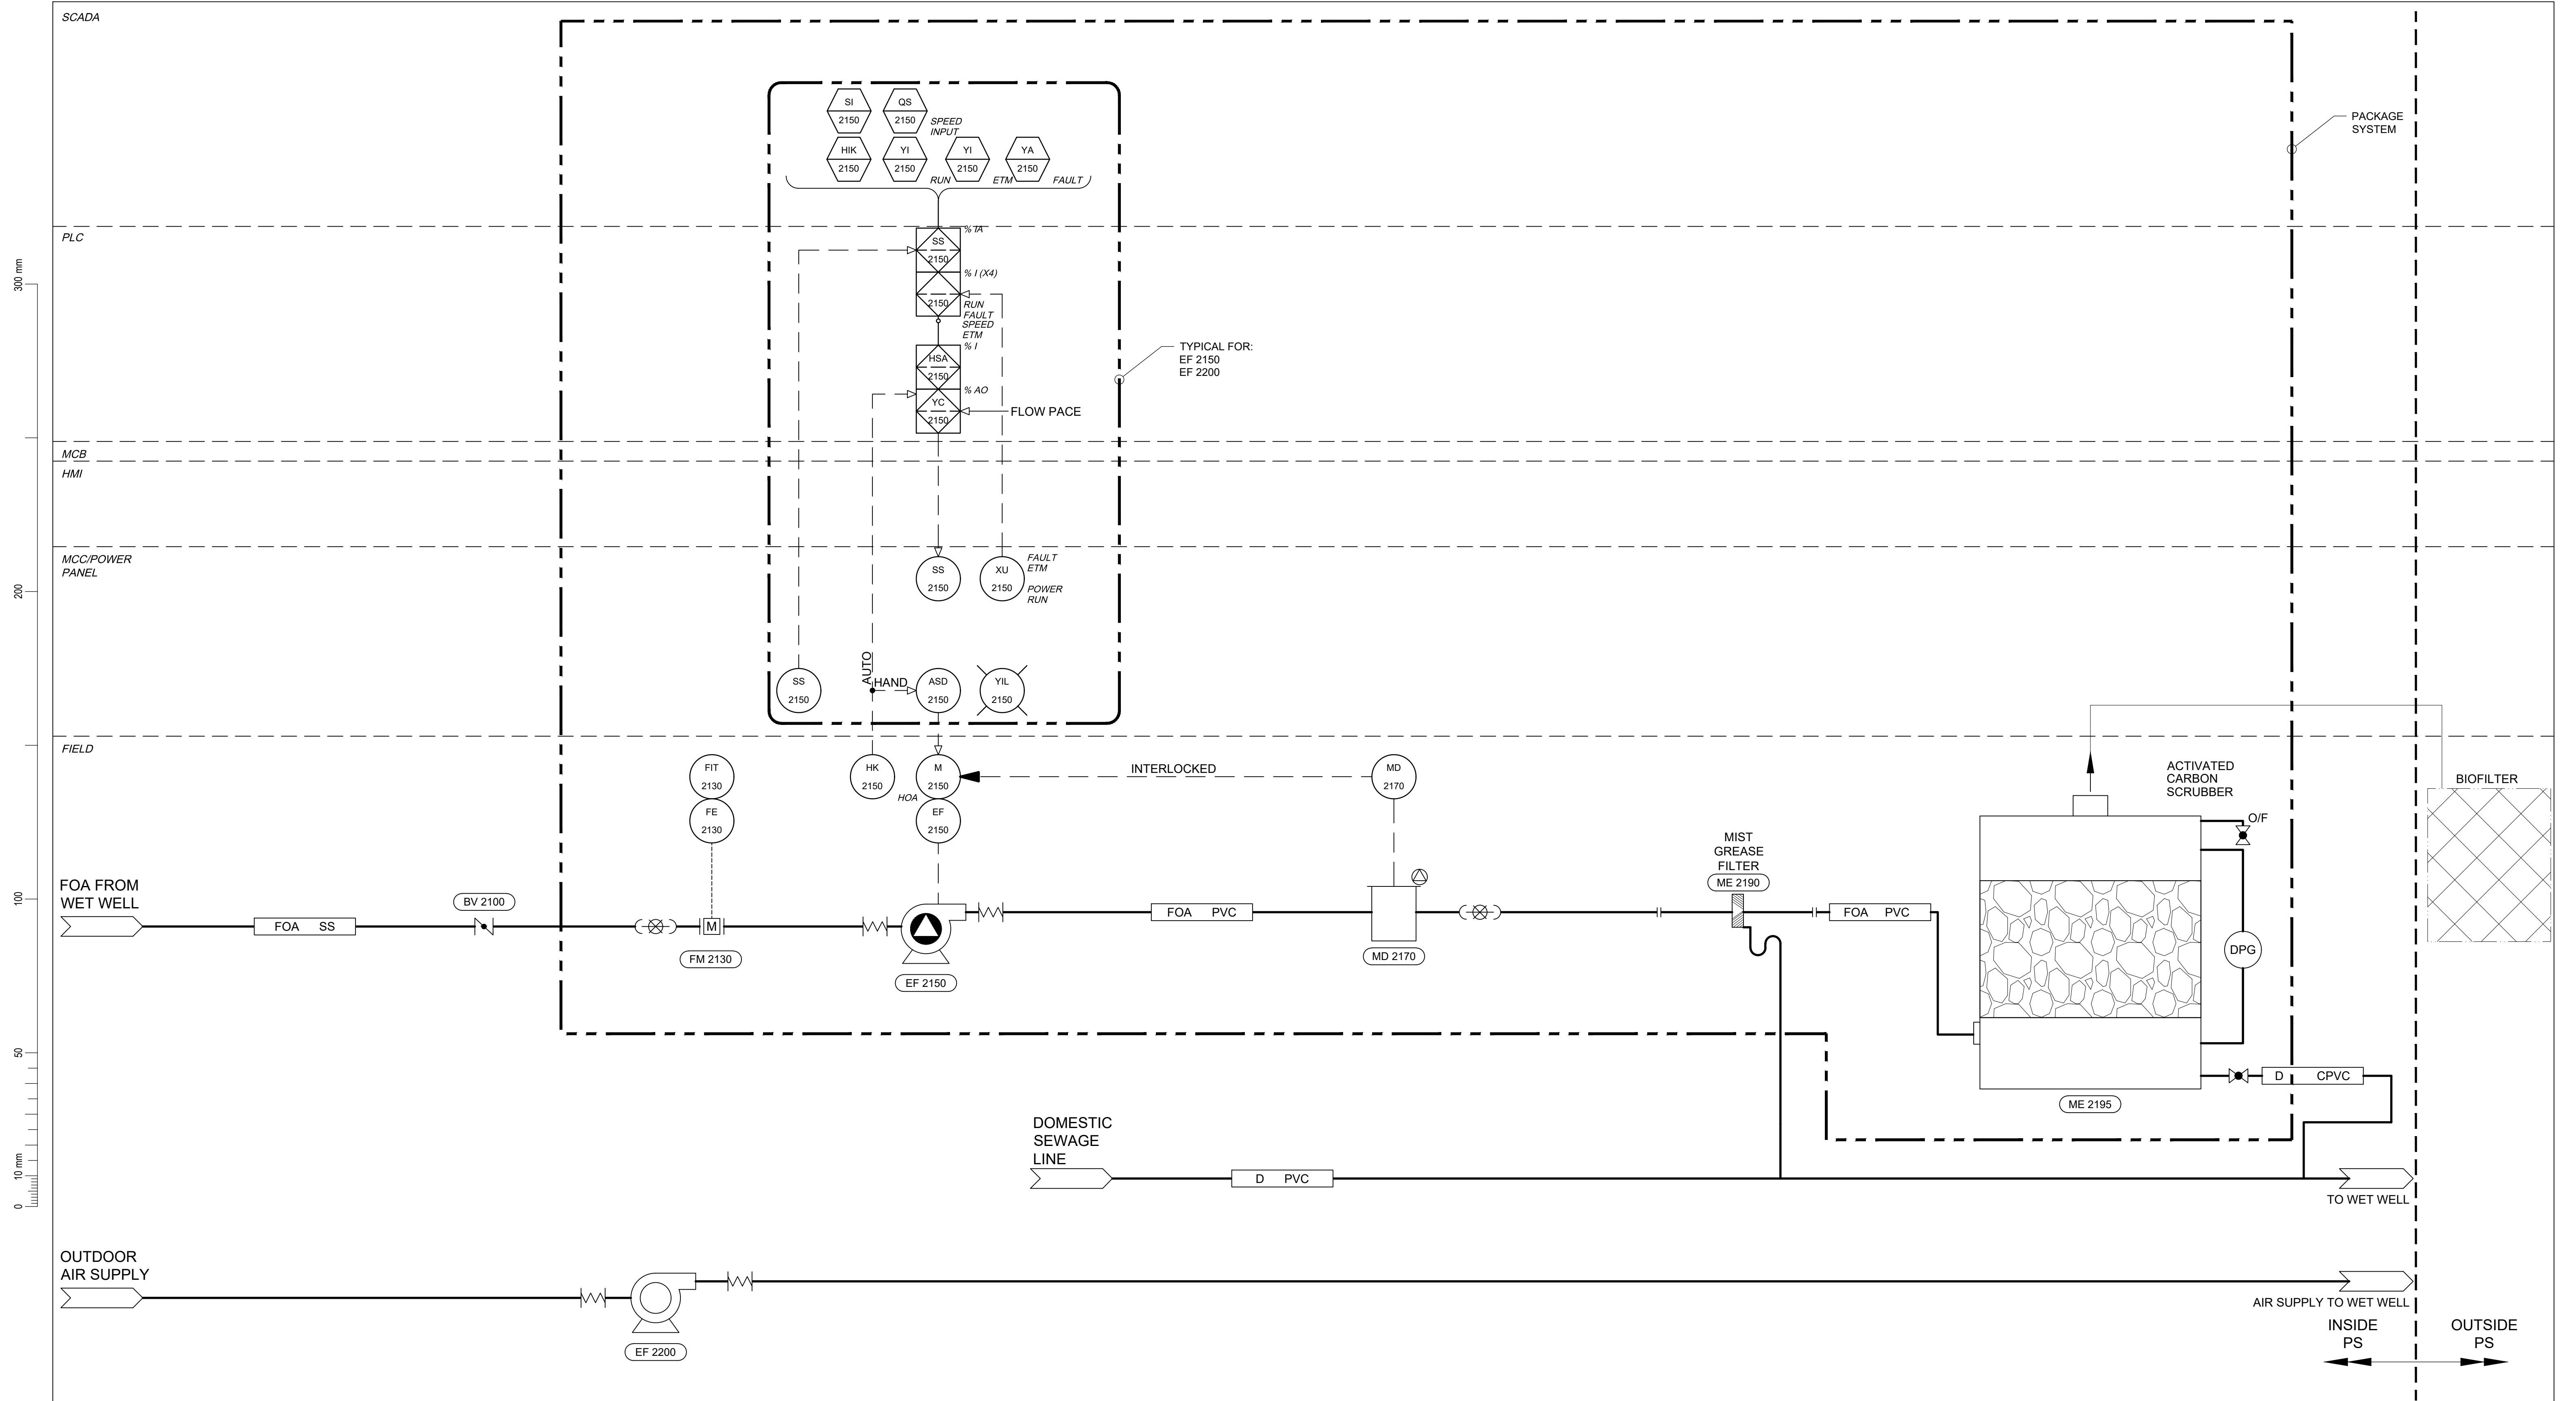 SCADA
SI
2150
QS
2150
SPEED
INPUT
HIK
2150
YI
2150
RUN
YI
2150
ETM
YA
2150
FAULT
PACKAGE
SYSTEM
PLC
% IA
SS
2150
% I (X4)
2150
RUN
FAULT
SPEED
ETM
% I
HSA
2150
% AO
YC
2150
FLOW PACE
TYPICAL FOR:
EF 2150
EF 2200
MCB
HMI
MCC/POWER
PANEL
SS
2150
XU
2150
FAULT
ETM
POWER
RUN
AUTO
HAND
SS
2150
ASD
2150
YIL
2150
FIELD
FIT
2130
FE
2130
HK
2150
HOA
M
2150
EF
2150
INTERLOCKED
MD
2170
ACTIVATED
CARBON
SCRUBBER
BIOFILTER
O/F
MIST
GREASE
FILTER
ME 2190
FOA FROM
WET WELL
FOA SS
BV 2100
M
FM 2130
EF 2150
FOA PVC
MD 2170
FOA PVC
DPG
D CPVC
ME 2195
DOMESTIC
SEWAGE
LINE
D PVC
TO WET WELL
OUTDOOR
AIR SUPPLY
EF 2200
AIR SUPPLY TO WET WELL
INSIDE
PS
OUTSIDE
PS
300 mm
200
100
50
10 mm
0